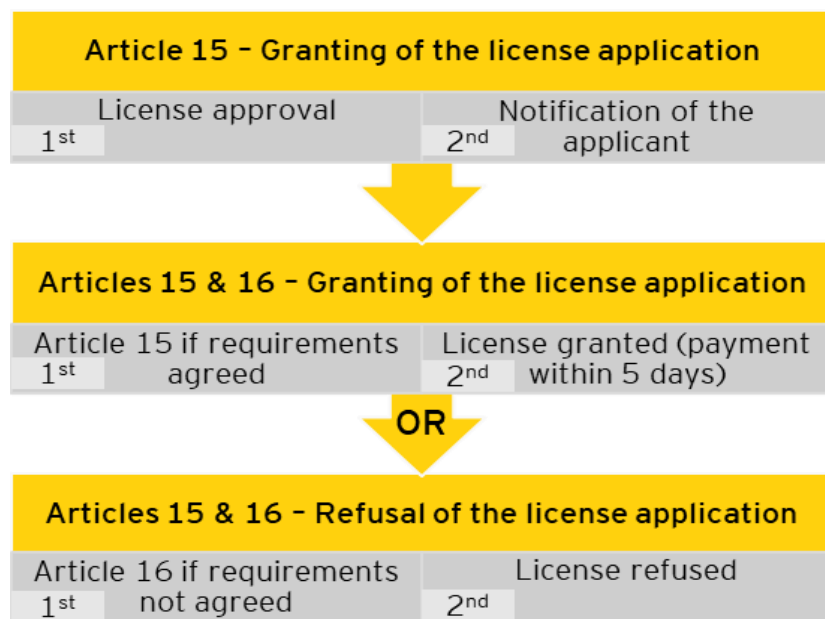 Article 15 – Granting of the license application
License approval
1st
Notification of the
applicant
2nd
Articles 15 & 16 – Granting of the license application
Article 15 if requirements
agreed
1st
License granted (payment
within 5 days)
2nd
OR
Articles 15 & 16 – Refusal of the license application
Article 16 if requirements
not agreed
1st
License refused
2nd